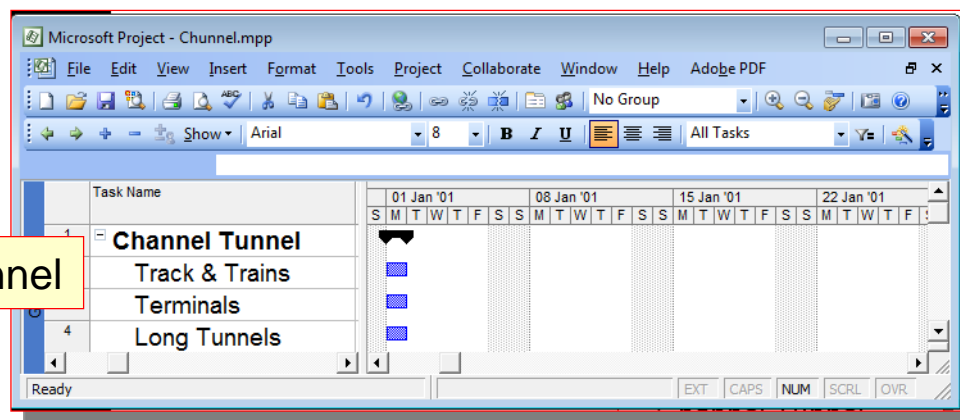 Microsoft Project - Chunnel.mpp
File Edit View Insert Format Tools Project Collaborate Window Help Adobe PDF
ABC No Group
Show Arial 8 B I U All Tasks
Task Name 01 Jan '01 08 Jan '01 15 Jan '01 22 Jan '01
S M T W T F S S M T W T F S S M T W T F S S M T W T F
1 Channel Tunnel
nnel Track & Trains
Terminals
4 Long Tunnels
Ready EXT CAPS NUM SCRL OVR